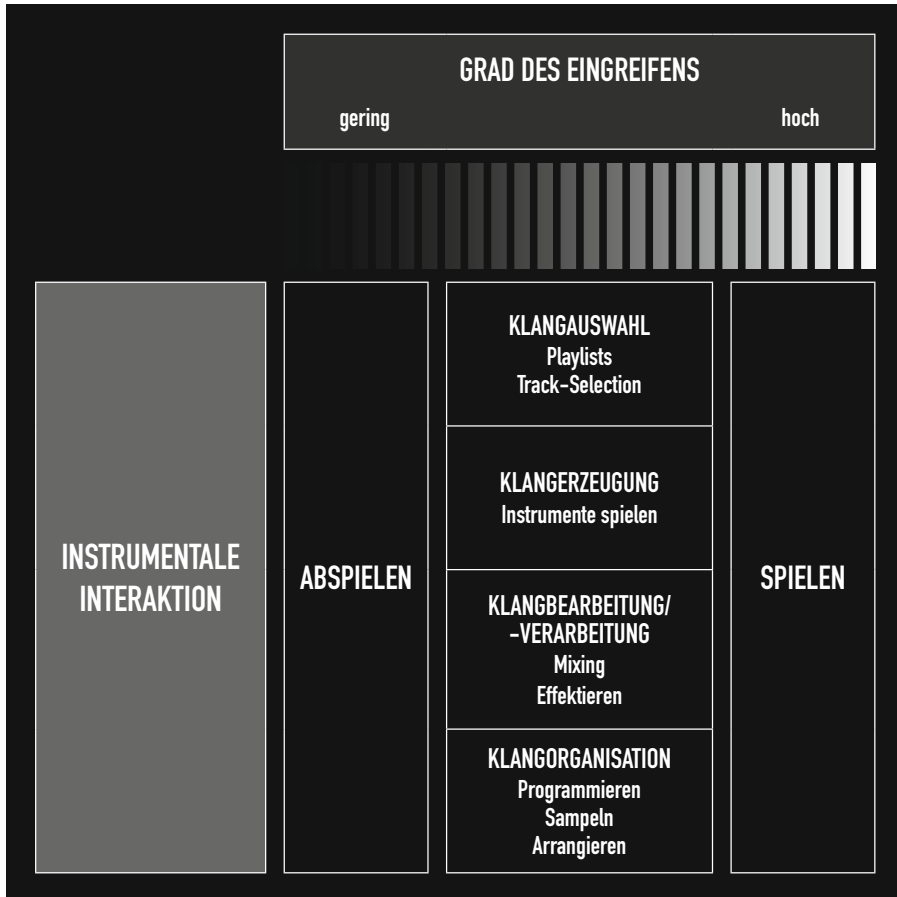 GRAD DES EINGREIFENS
gering
hoch
INSTRUMENTALE
INTERAKTION
ABSPIELEN
KLANGAUSWAHL
Playlists
Track-Selection
KLANGERZEUGUNG
Instrumente spielen
KLANGBEARBEITUNG/
-VERARBEITUNG
Mixing
Effektieren
KLANGORGANISATION
Programmieren
Sampeln
Arrangieren
SPIELEN